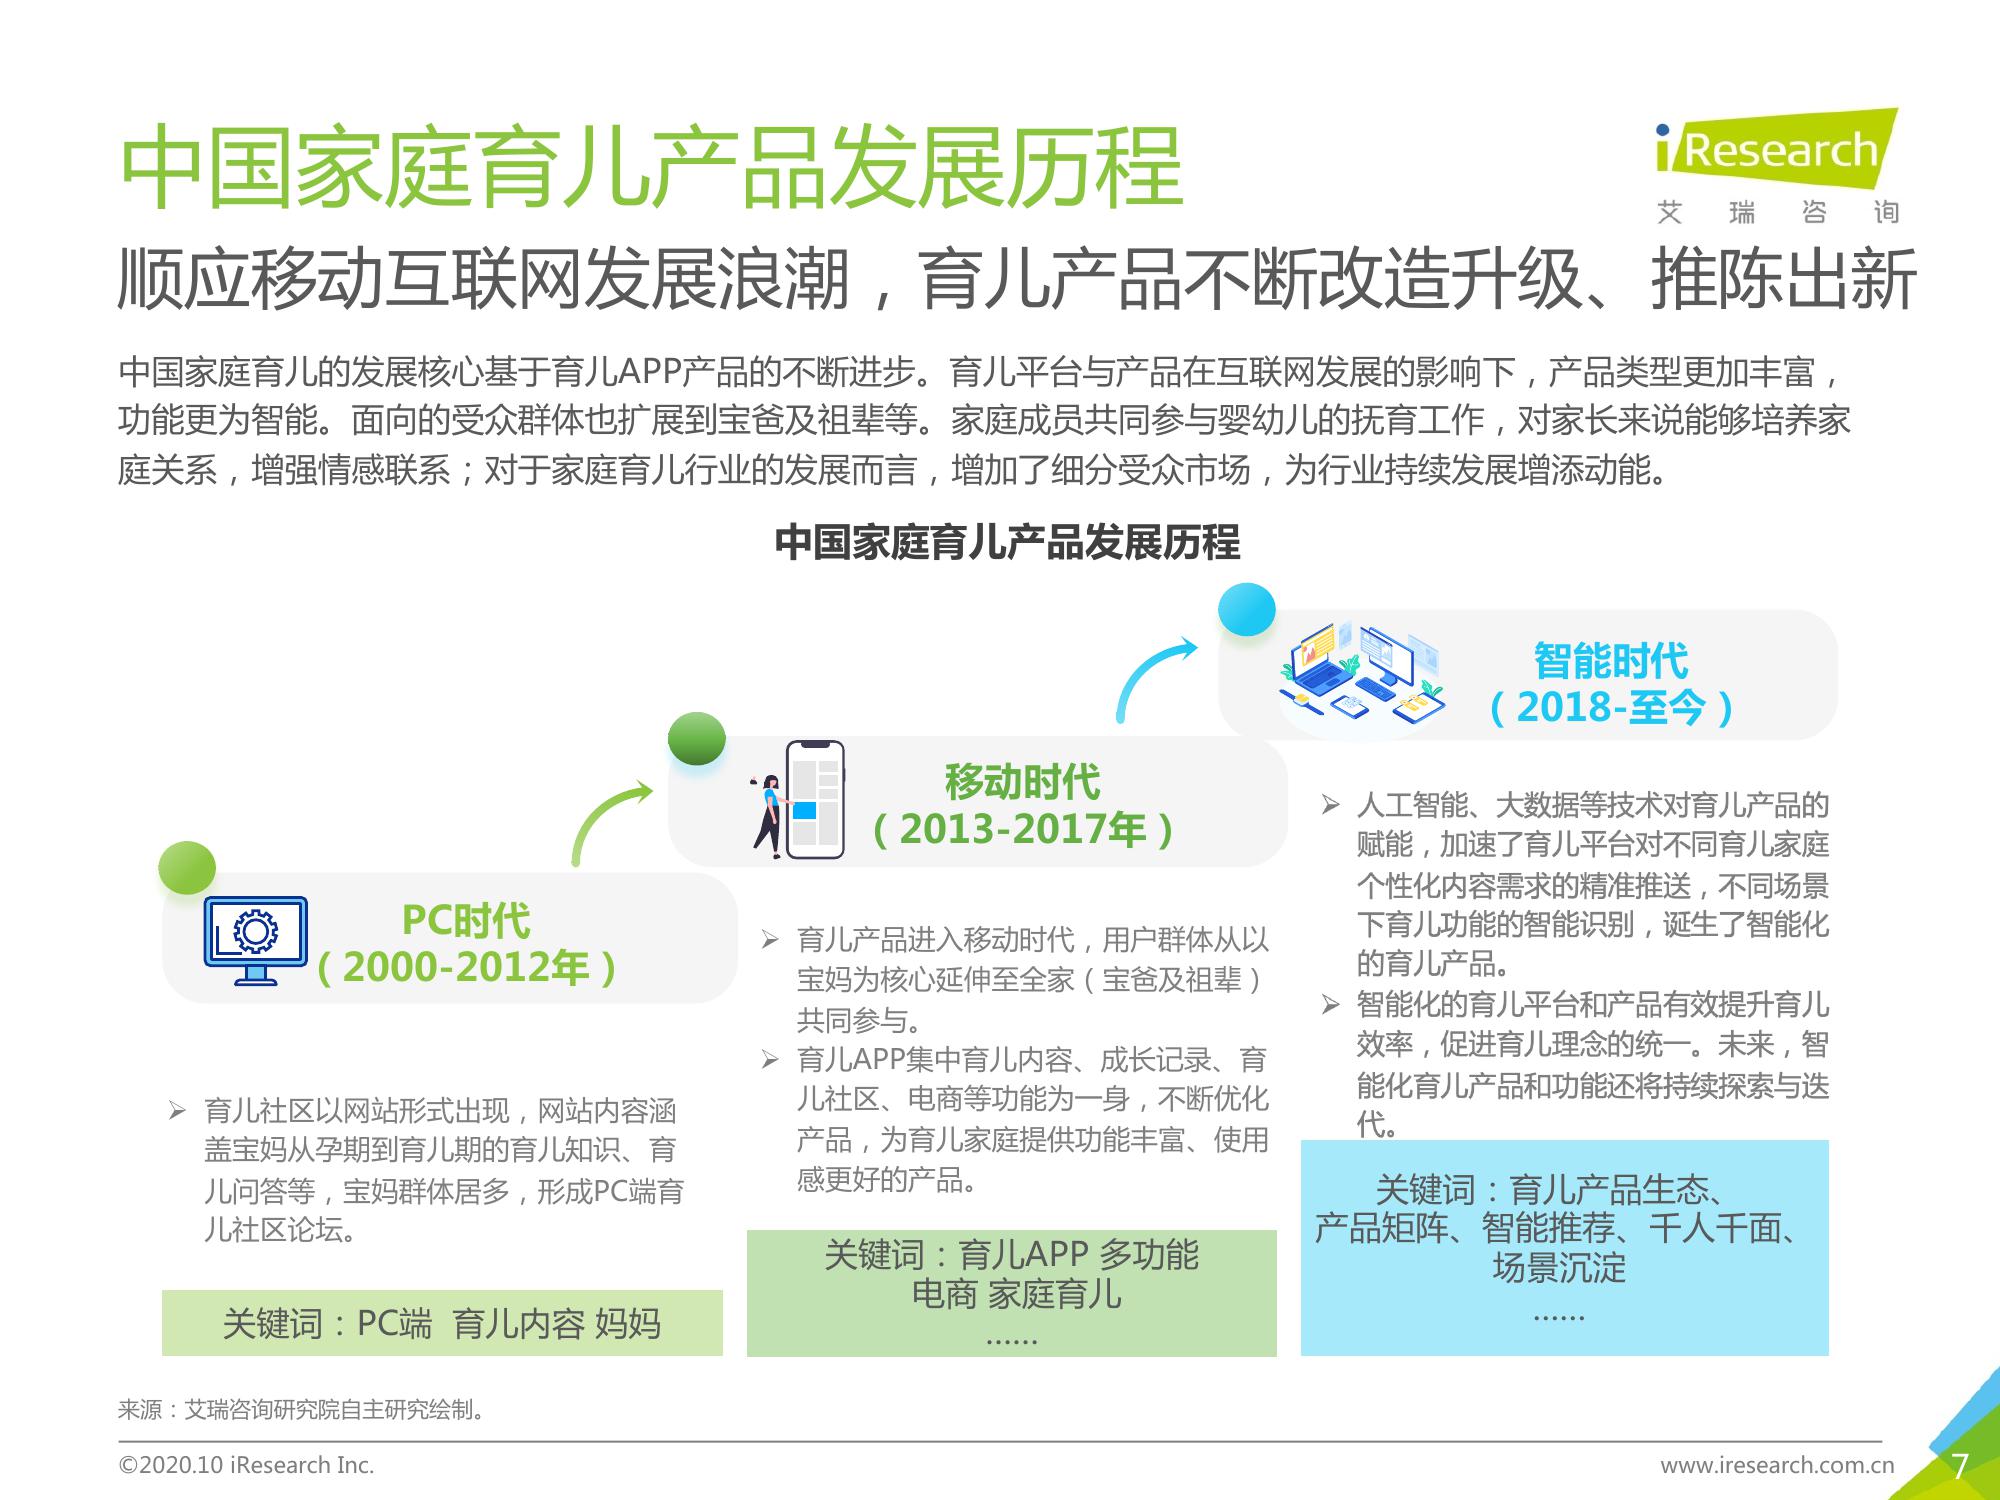 中国家庭育儿产品发展历程
iResearch
艾瑞咨询
顺应移动互联网发展浪潮，育儿产品不断改造升级、推陈出新
中国家庭育儿的发展核心基于育儿APP产品的不断进步。育儿平台与产品在互联网发展的影响下，产品类型更加丰富，
功能更为智能。面向的受众群体也扩展到宝爸及祖辈等。家庭成员共同参与婴幼儿的抚育工作，对家长来说能够培养家
庭关系，增强情感联系；对于家庭育儿行业的发展而言，增加了细分受众市场，为行业持续发展增添动能。
中国家庭育儿产品发展历程
PC时代
（2000-2012年）
➢ 育儿社区以网站形式出现，网站内容涵
盖宝妈从孕期到育儿期的育儿知识、育
儿问答等，宝妈群体居多，形成PC端育
儿社区论坛。
关键词：PC端 育儿内容 妈妈
移动时代
（2013-2017年）
➢ 育儿产品进入移动时代，用户群体从以
宝妈为核心延伸至全家（宝爸及祖辈）
共同参与。
➢ 育儿APP集中育儿内容、成长记录、育
儿社区、电商等功能为一身，不断优化
产品，为育儿家庭提供功能丰富、使用
感更好的产品。
关键词：育儿APP 多功能
电商 家庭育儿
……
智能时代
（2018-至今）
➢ 人工智能、大数据等技术对育儿产品的
赋能，加速了育儿平台对不同育儿家庭
个性化内容需求的精准推送，不同场景
下育儿功能的智能识别，诞生了智能化
的育儿产品。
➢ 智能化的育儿平台和产品有效提升育儿
效率，促进育儿理念的统一。未来，智
能化育儿产品和功能还将持续探索与迭
代。
关键词：育儿产品生态、
产品矩阵、智能推荐、千人千面、
场景沉淀
……
来源：艾瑞咨询研究院自主研究绘制。
©2020.10 iResearch Inc.
www.iresearch.com.cn
7